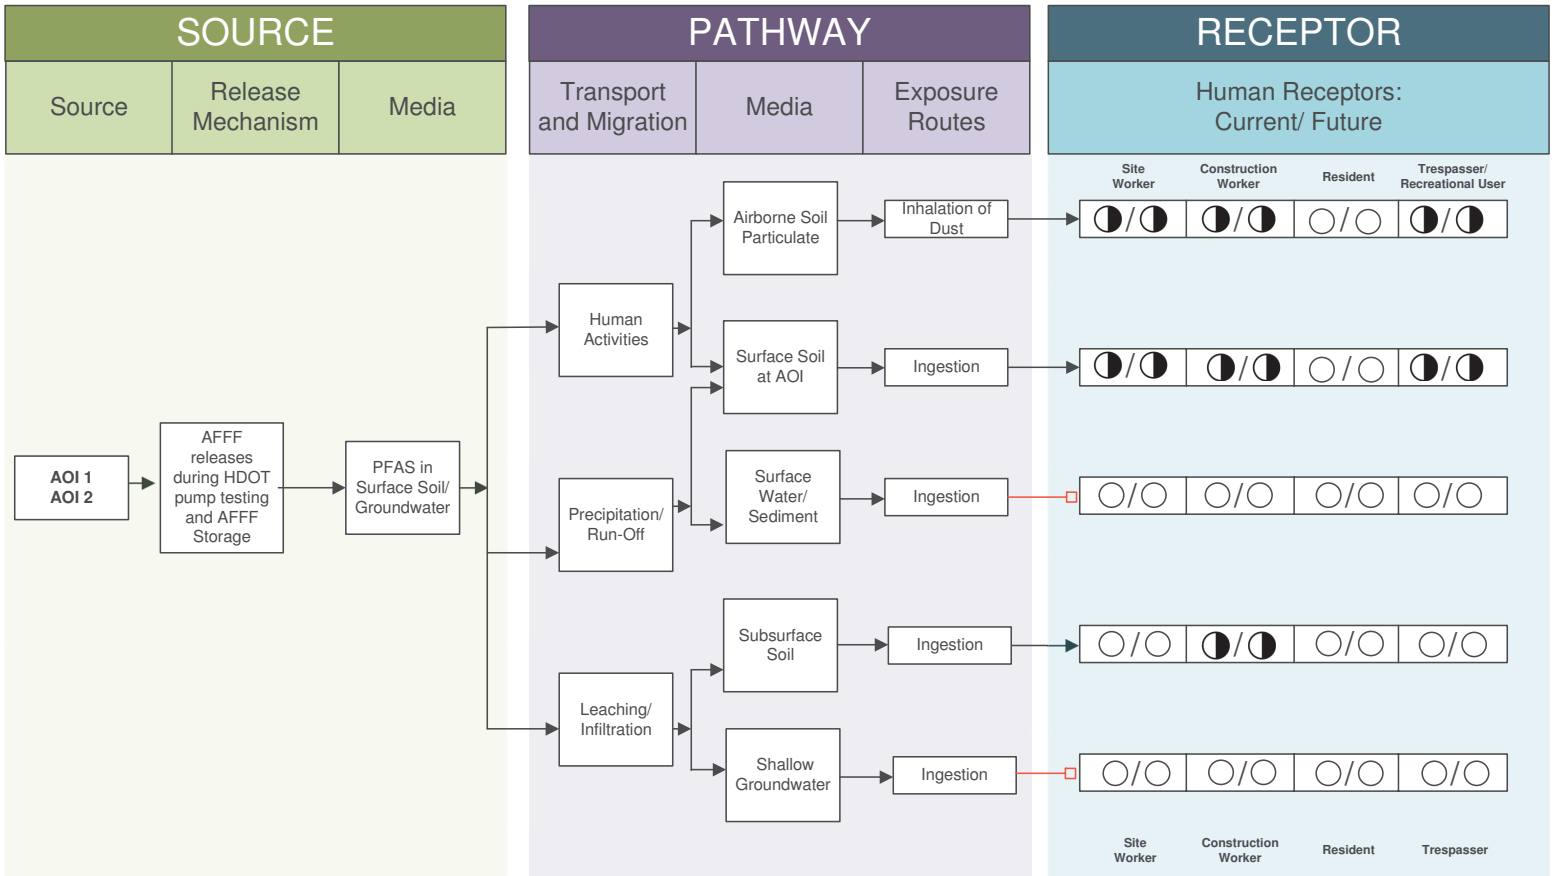 SOURCE
PATHWAY
RECEPTOR
Source
Release
Mechanism
Media
Transport
and Migration
Media
Exposure
Routes
Human Receptors:
Current/ Future
Site
Worker
Construction
Worker
Resident
Trespasser/
Recreational User
Airborne Soil
Particulate
Inhalation of
Dust
/
/
/
/
Human
Activities
Surface Soil
at AOI
Ingestion
/
/
/
/
AOI 1
AOI 2
AFFF
releases
during HDOT
pump testing
and AFFF
Storage
PFAS in
Surface Soil/
Groundwater
Precipitation/
Run-Off
Surface
Water/
Sediment
Ingestion
/
/
/
/
Subsurface
Soil
Ingestion
/
/
/
/
Leaching/
Infiltration
Shallow
Groundwater
Ingestion
/
/
/
/
Site
Worker
Construction
Worker
Resident
Trespasser